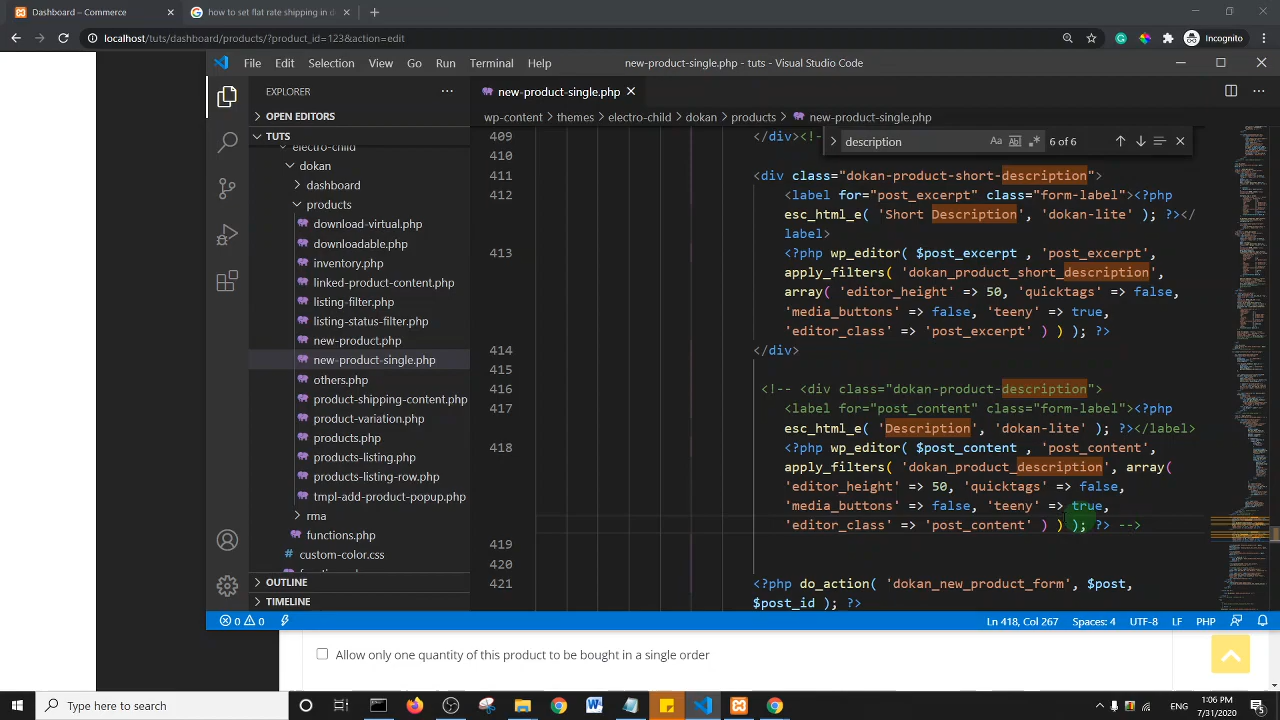 Dashboard – Commerce
how to set flat rate shipping in d
localhost/tuts/dashboard/products/?product_id=123&action=edit
Incognito
File Edit Selection View Go Run Terminal Help
new-product-single.php - tuts - Visual Studio Code
EXPLORER
OPEN EDITORS
TUTS
electro-child
dokan
dashboard
products
download-virtual.php
downloadable.php
inventory.php
linked-product-content.php
listing-filter.php
listing-status-filter.php
new-product.php
new-product-single.php
others.php
product-shipping-content.php
product-variation.php
products.php
products-listing.php
products-listing-row.php
tmpl-add-product-popup.php
rma
functions.php
custom-color.css
OUTLINE
TIMELINE
new-product-single.php
wp-content > themes > electro-child > dokan > products > new-product-single.php
description
Aa Abl .*
6 of 6
409 </div><!-
410
411 <div class="dokan-product-short-description">
412 <label for="post_excerpt" class="form-label"><?php
esc_html_e( 'Short Description', 'dokan-lite' ); ?></
label>
413 <?php wp_editor( $post_excerpt , 'post_excerpt',
apply_filters( 'dokan_product_short_description',
array( 'editor_height' => 50, 'quicktags' => false,
'media_buttons' => false, 'teeny' => true,
'editor_class' => 'post_excerpt' ) ) ); ?>
414 </div>
415
416 <!-- <div class="dokan-product-description">
417 <label for="post_content" class="form-label"><?php
esc_html_e( 'Description', 'dokan-lite' ); ?></label>
418 <?php wp_editor( $post_content , 'post_content',
apply_filters( 'dokan_product_description', array(
'editor_height' => 50, 'quicktags' => false,
'media_buttons' => false, 'teeny' => true,
'editor_class' => 'post_content' ) ) ); ?> -->
419
420
421 <?php do_action( 'dokan_new_product_form', $post,
$post_id ); ?>
0 0
Ln 418, Col 267 Spaces: 4 UTF-8 LF PHP
Allow only one quantity of this product to be bought in a single order
Type here to search
ENG
1:06 PM
7/31/2020